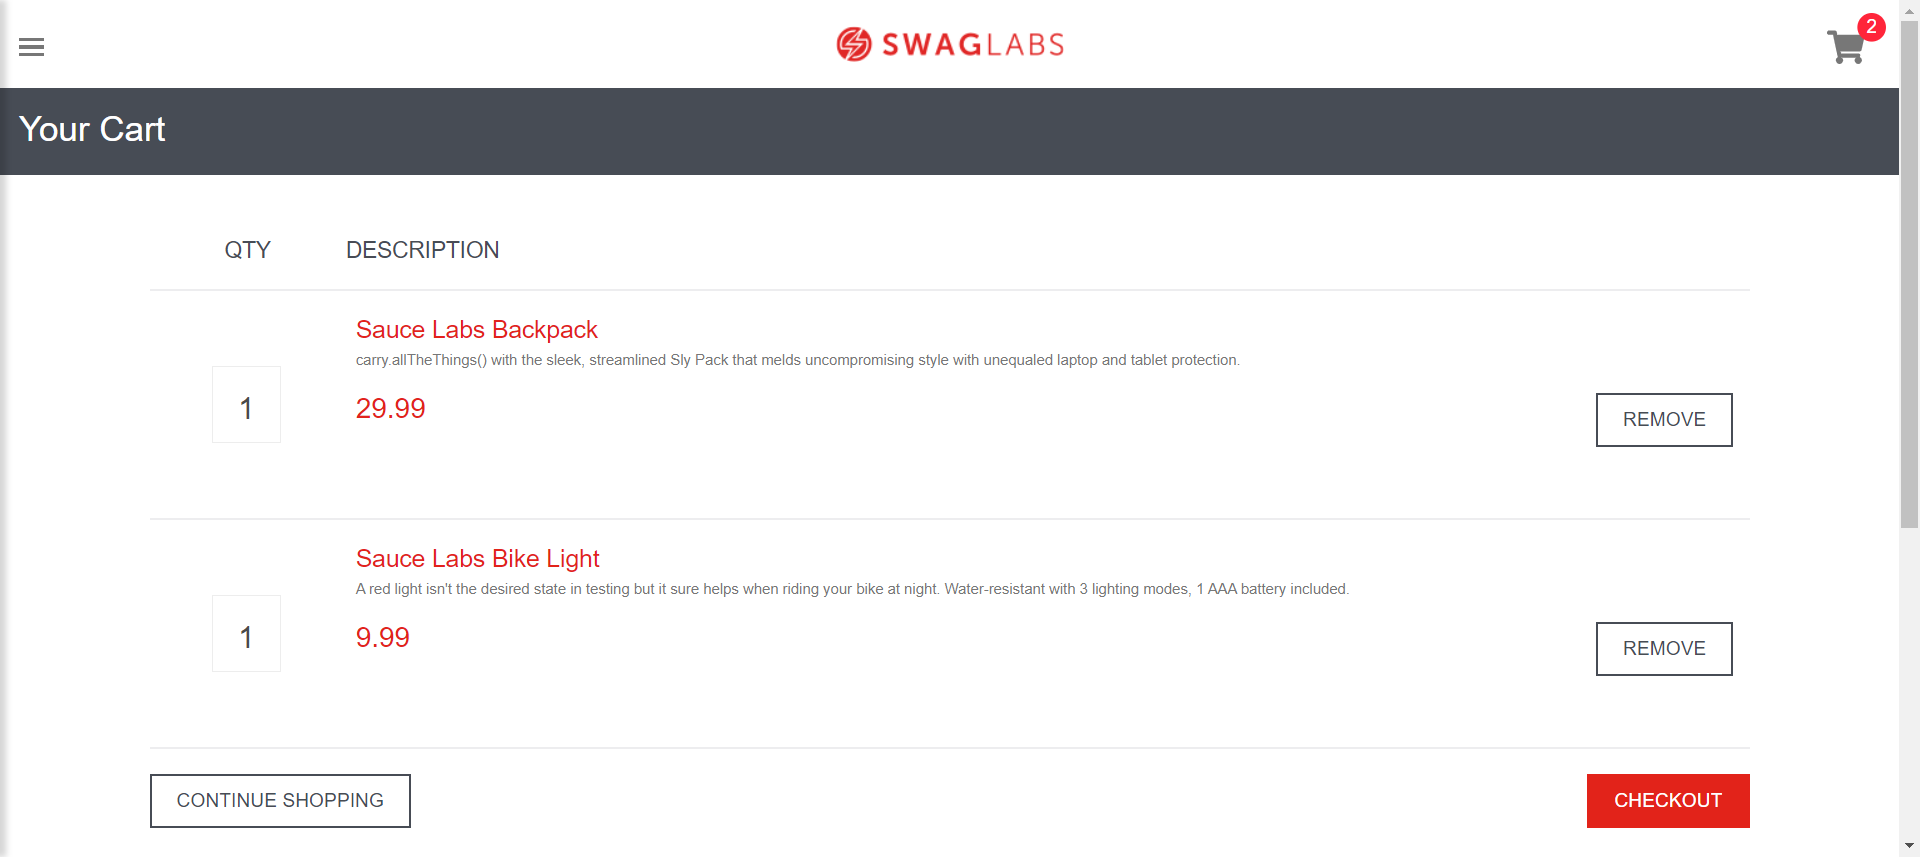 SWAGLABS
2
Your Cart
QTY DESCRIPTION
Sauce Labs Backpack
carry.allTheThings() with the sleek, streamlined Sly Pack that melds uncompromising style with unequaled laptop and tablet protection.
1
29.99
REMOVE
Sauce Labs Bike Light
A red light isn't the desired state in testing but it sure helps when riding your bike at night. Water-resistant with 3 lighting modes, 1 AAA battery included.
1
9.99
REMOVE
CONTINUE SHOPPING
CHECKOUT